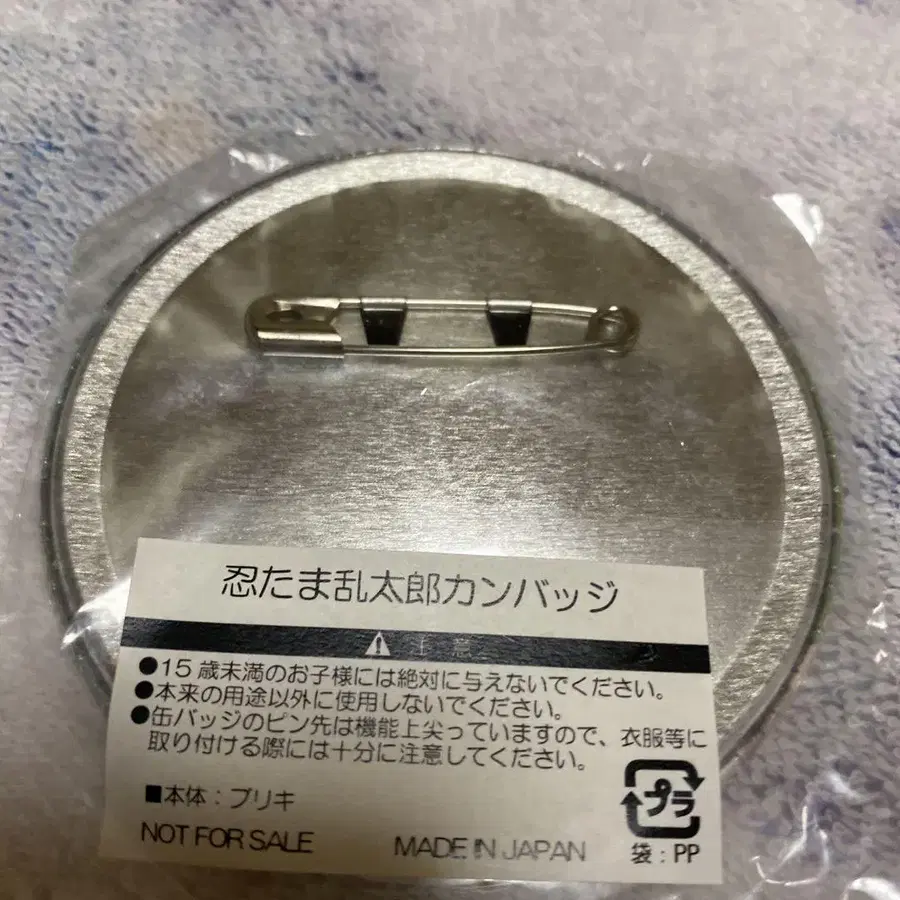 忍たま乱太郎カンバッジ
注意
●15歳未満のお子様には絶対に与えないでください。
●本来の用途以外に使用しないでください。
●缶バッジのピン先は機能上尖っていますので、衣服等に
取り付ける際には十分に注意してください。
■本体：ブリキ
プラ
NOT FOR SALE MADE IN JAPAN 袋：PP